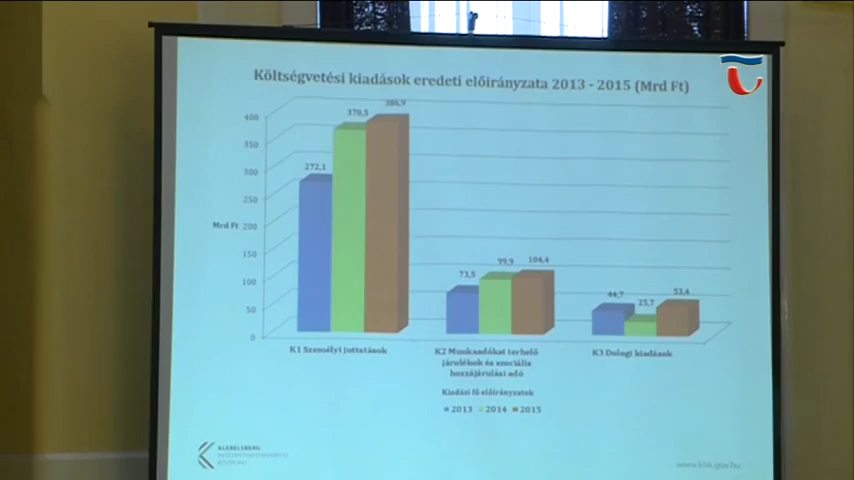 Költségvetési kiadások eredeti előirányzata 2013 - 2015 (Mrd Ft)
400
350
300
250
Mrd Ft 200
150
100
50
0
272,1
370,5
386,9
73,5
99,9
104,4
44,7
25,7
53,4
K1 Személyi juttatások
K2 Munkaadókat terhelő
járulékok és szociális
hozzájárulási adó
K3 Dologi kiadások
Kiadási fő előirányzatok
2013 2014 2015
KLEBELSBERG
INTÉZMÉNYFENNTARTÓ
KÖZPONT
www.klik.gov.hu